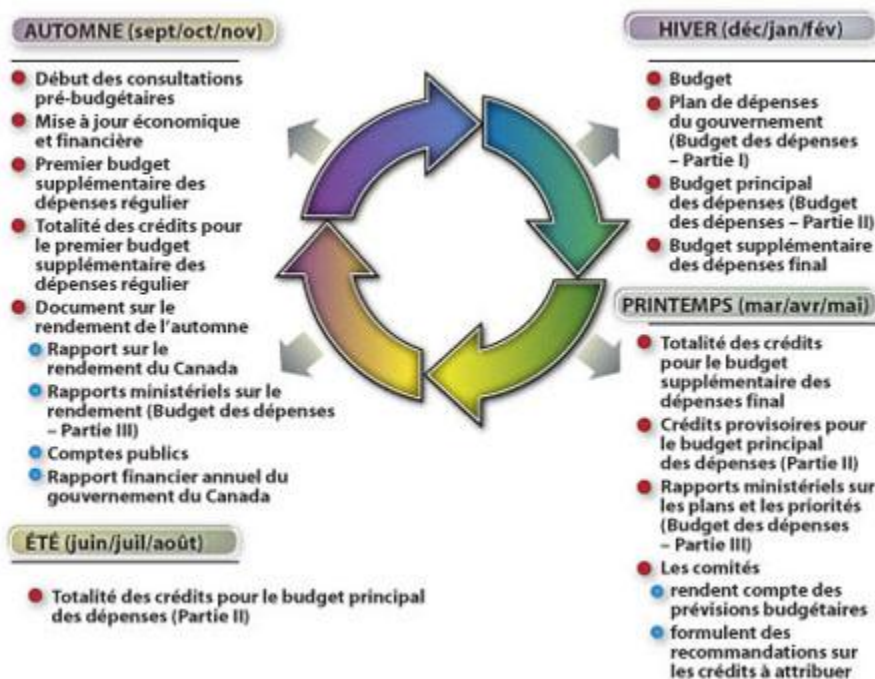 AUTOMNE (sept/oct/nov)
Début des consultations
pré-budgétaires
Mise à jour économique
et financière
Premier budget
supplémentaire des
dépenses régulier
Totalité des crédits pour
le premier budget
supplémentaire des
dépenses régulier
Document sur le
rendement de l'automne
Rapport sur le
rendement du Canada
Rapports ministériels sur le
rendement (Budget des dépenses
– Partie III)
Comptes publics
Rapport financier annuel du
gouvernement du Canada
HIVER (déc/jan/fév)
Budget
Plan de dépenses
du gouvernement
(Budget des dépenses
– Partie I)
Budget principal
des dépenses (Budget
des dépenses – Partie II)
Budget supplémentaire
des dépenses final
PRINTEMPS (mar/avr/mai)
Totalité des crédits
pour le budget
supplémentaire des
dépenses final
Crédits provisoires pour
le budget principal
des dépenses (Partie II)
Rapports ministériels sur
les plans et les priorités
(Budget des dépenses
– Partie III)
Les comités
rendent compte des
prévisions budgétaires
formulent des
recommandations sur
les crédits à attribuer
ÉTÉ (juin/juil/août)
Totalité des crédits pour le budget principal
des dépenses (Partie II)